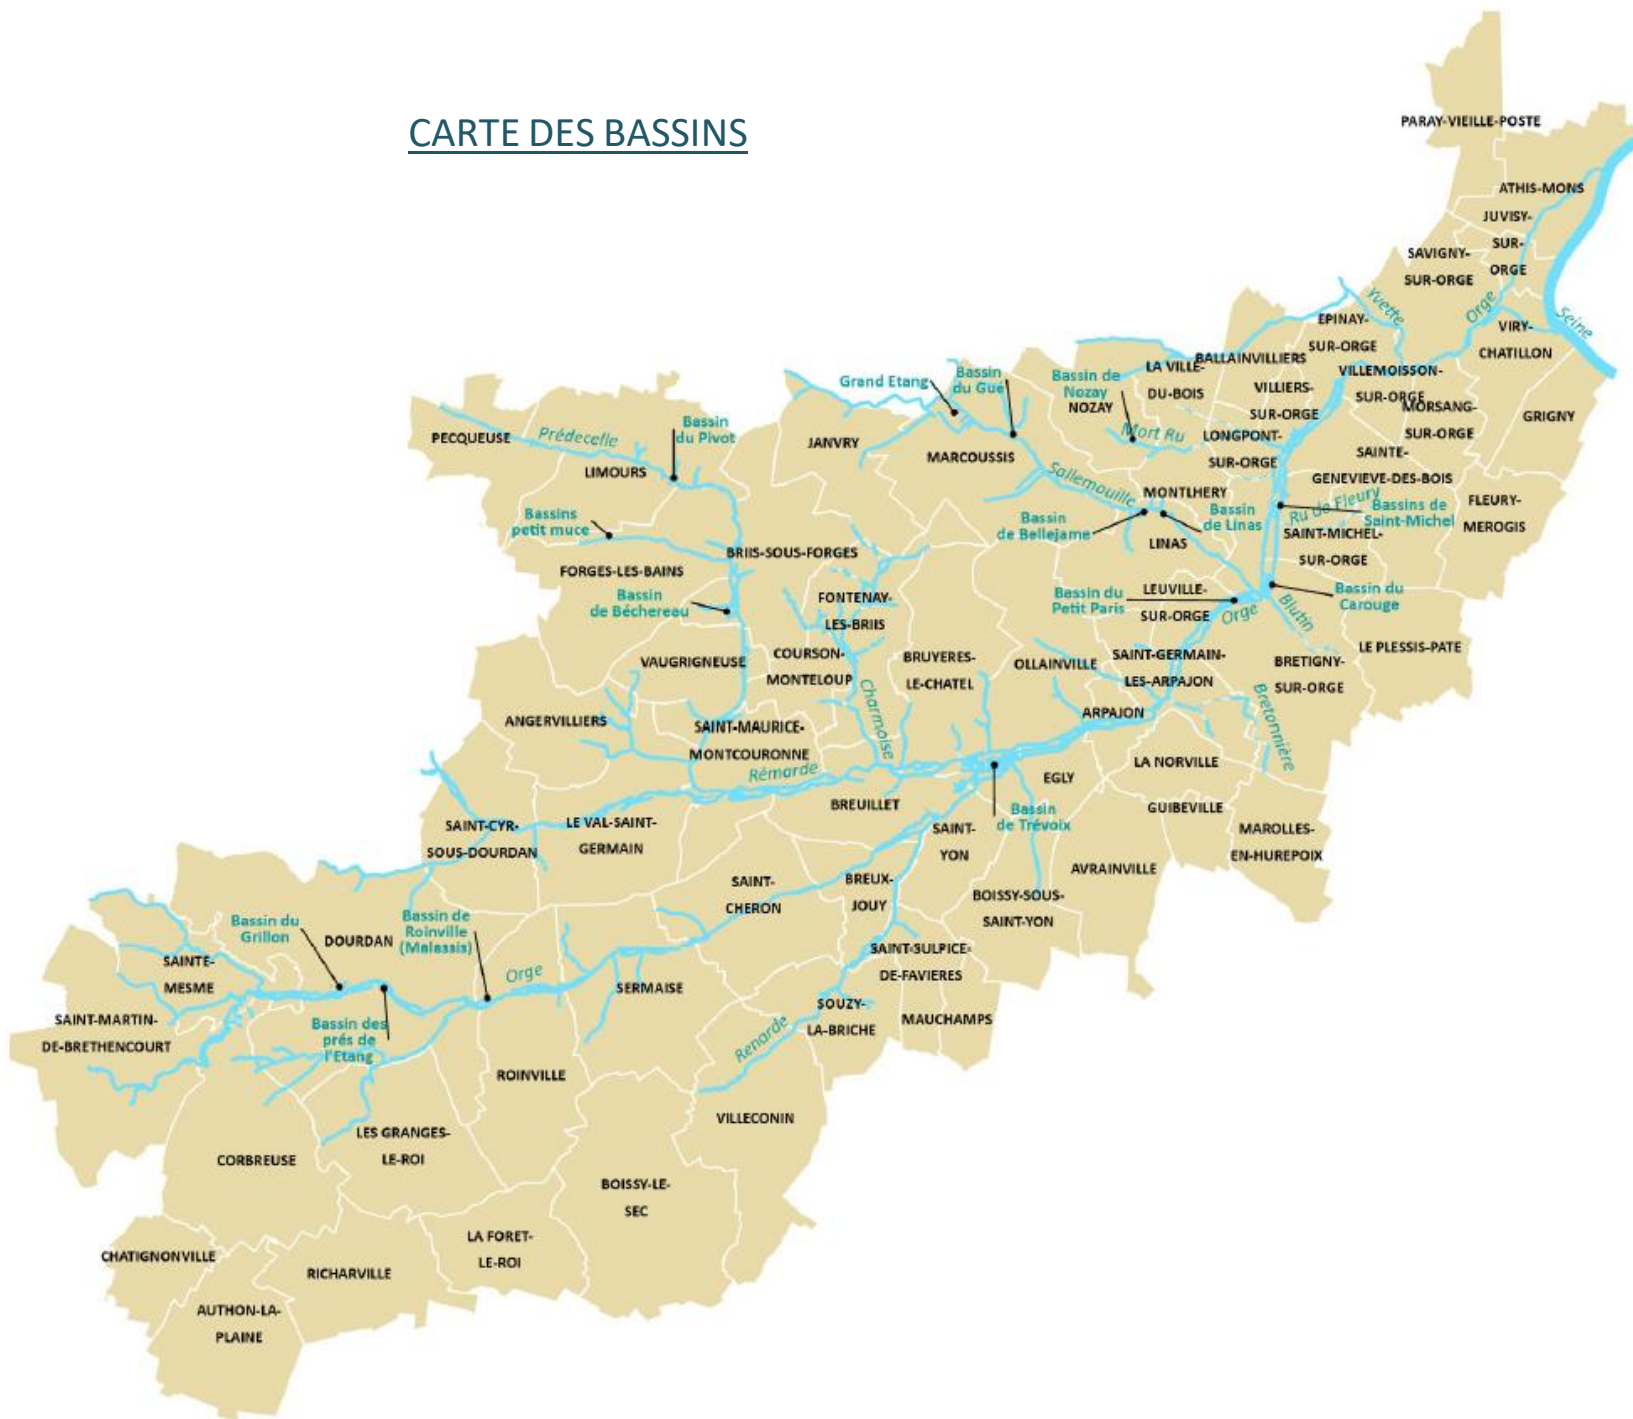 CARTE DES BASSINS
PARAY-VIEILLE-POSTE
ATHIS-MONS
JUVISY-
SUR-
ORGE
SAVIGNY-
SUR-ORGE
Orge
Seine
VIRY-
CHATILLON
Yvette
EPINAY-
SUR-ORGE
BALLAINVILLIERS
LA VILLE-
DU-BOIS
VILLIERS-
SUR-ORGE
VILLEMOISSON-
SUR-ORGE
MORSANG-
SUR-ORGE
GRIGNY
Grand Etang
Bassin
du Gué
Bassin de
Nozay
NOZAY
Mort Ru
LONGPONT-
SUR-ORGE
SAINTE-
GENEVIEVE-DES-BOIS
FLEURY-
MEROGIS
PECQUEUSE
Prédecelle
Bassin
du Pivot
LIMOURS
JANVRY
MARCOUSSIS
Sallemouille
MONTLHERY
Ru de Fleury
Bassins de
Saint-Michel
Bassins
petit muce
Bassin
de Bellejame
Bassin
de Linas
LINAS
SAINT-MICHEL-
SUR-ORGE
FORGES-LES-BAINS
BRIIS-SOUS-FORGES
Bassin
de Béchereau
FONTENAY-
LES-BRIIS
Bassin du
Petit Paris
LEUVILLE-
SUR-ORGE
Orge
Blutin
Bassin du
Carouge
LE PLESSIS-PATE
VAUGRIGNEUSE
COURSON-
MONTELOUP
BRUYERES-
LE-CHATEL
OLLAINVILLE
SAINT-GERMAIN-
LES-ARPAJON
BRETIGNY-
SUR-ORGE
ANGERVILLIERS
SAINT-MAURICE-
MONTCOURONNE
Charmoise
ARPAJON
Bretonnière
Rémarde
BREUILLET
EGLY
LA NORVILLE
GUIBEVILLE
Bassin
de Trévoix
MAROLLES-
EN-HUREPOIX
SAINT-CYR-
SOUS-DOURDAN
LE VAL-SAINT-
GERMAIN
SAINT-
YON
AVRAINVILLE
SAINT-
CHERON
BREUX-
JOUY
BOISSY-SOUS-
SAINT-YON
Bassin du
Grillon
DOURDAN
Bassin de
Roinville
(Malassis)
SAINTE-
MESME
Orge
SERMAISE
SAINT-SULPICE-
DE-FAVIERES
SAINT-MARTIN-
DE-BRETHENCOURT
Bassin des
prés de
l'Etang
SOUZY-
LA-BRICHE
MAUCHAMPS
Renarde
ROINVILLE
VILLECONIN
LES GRANGES-
LE-ROI
CORBREUSE
BOISSY-LE-
SEC
CHATIGNONVILLE
LA FORET-
LE-ROI
RICHARVILLE
AUTHON-LA-
PLAINE